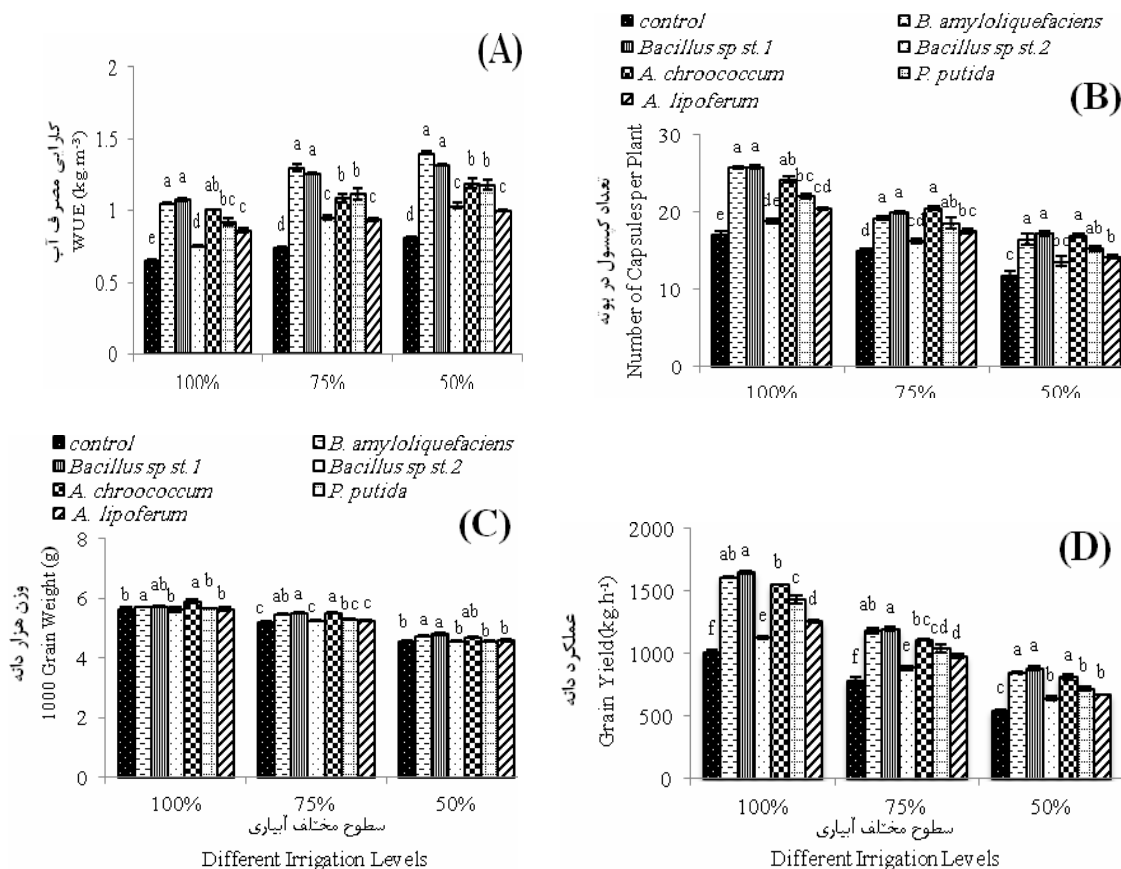 (A)
کارایی مصرف آب
WUE (kg.m-³)
2
1.5
1
0.5
0
e a a d ab bc c
d a a c b b c
d a a c b b c
100% 75% 50%
control B. amyloliquefaciens
Bacillus sp st.1 Bacillus sp st.2
A. chroococcum P. putida
A. lipoferum
(B)
تعداد کپسول در بوته
Number of Capsulesper Plant
30
20
10
0
e a a de ab bc cd
d a a c a ab bc
c a a bc a ab b
100% 75% 50%
control B. amyloliquefaciens
Bacillus sp st.1 Bacillus sp st.2
A. chroococcum P. putida
A. lipoferum
(C)
وزن هزار دانه
1000 Grain Weight (g)
8
6
4
2
0
b a ab b a b b
c ab a c a bc c
b a a b ab b b
100% 75% 50%
سطوح مختلف آبیاری
Different Irrigation Levels
(D)
عملکرد دانه
Grain Yield(kg.h-¹)
2000
1500
1000
500
0
f ab a e b c d
f ab a e bc cd d
c a a b a b b
100% 75% 50%
سطوح مختلف آبیاری
Different Irrigation Levels